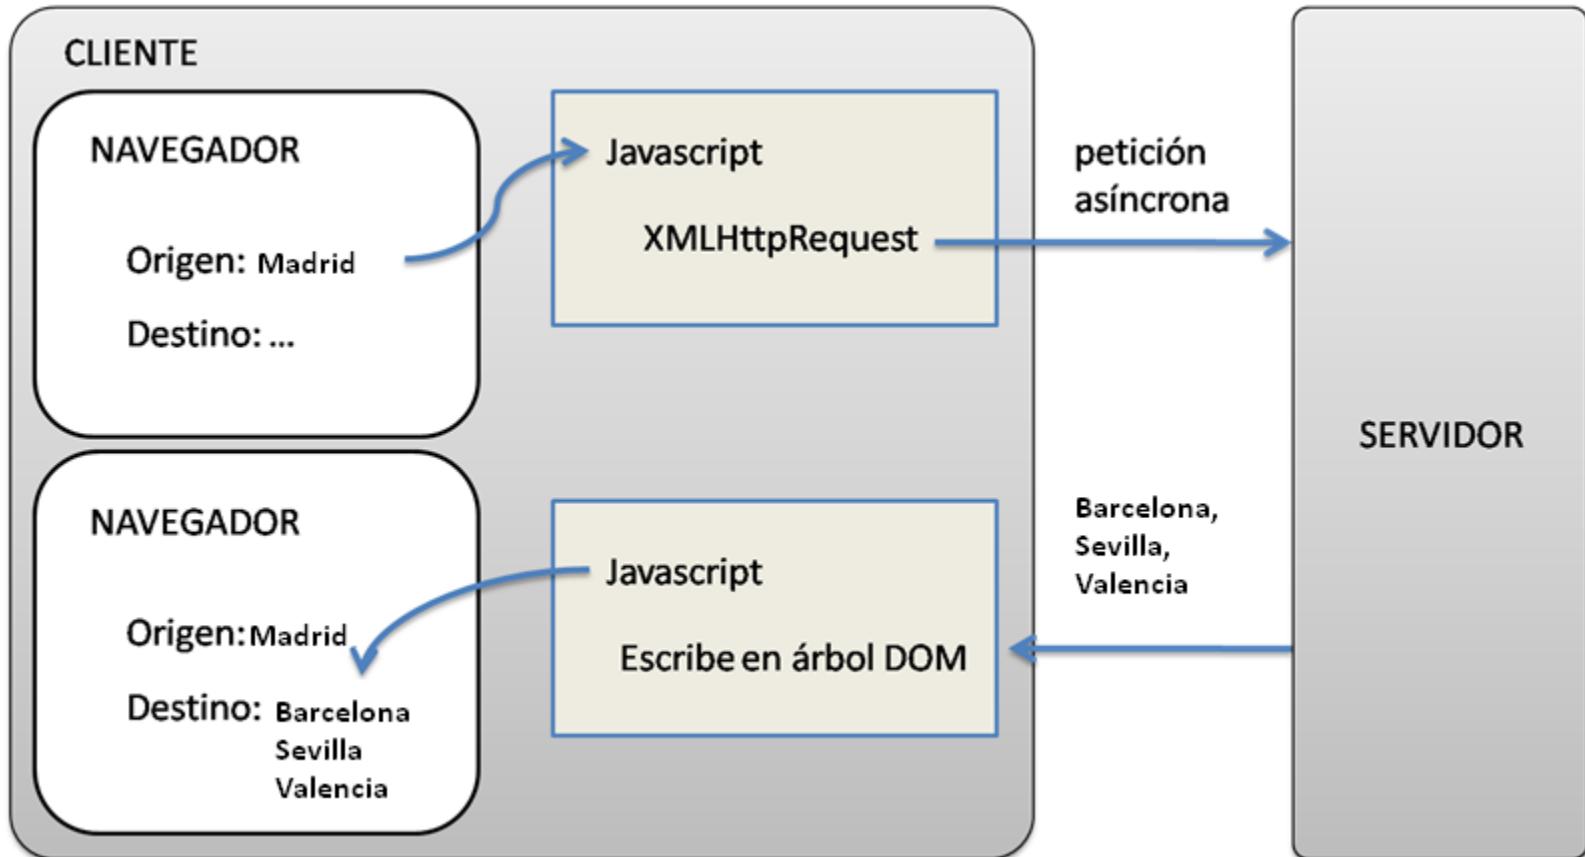 CLIENTE
NAVEGADOR
Origen: Madrid
Destino: ...
Javascript
XMLHttpRequest
petición
asíncrona
SERVIDOR
NAVEGADOR
Origen: Madrid
Destino: Barcelona
Sevilla
Valencia
Javascript
Escribe en árbol DOM
Barcelona,
Sevilla,
Valencia